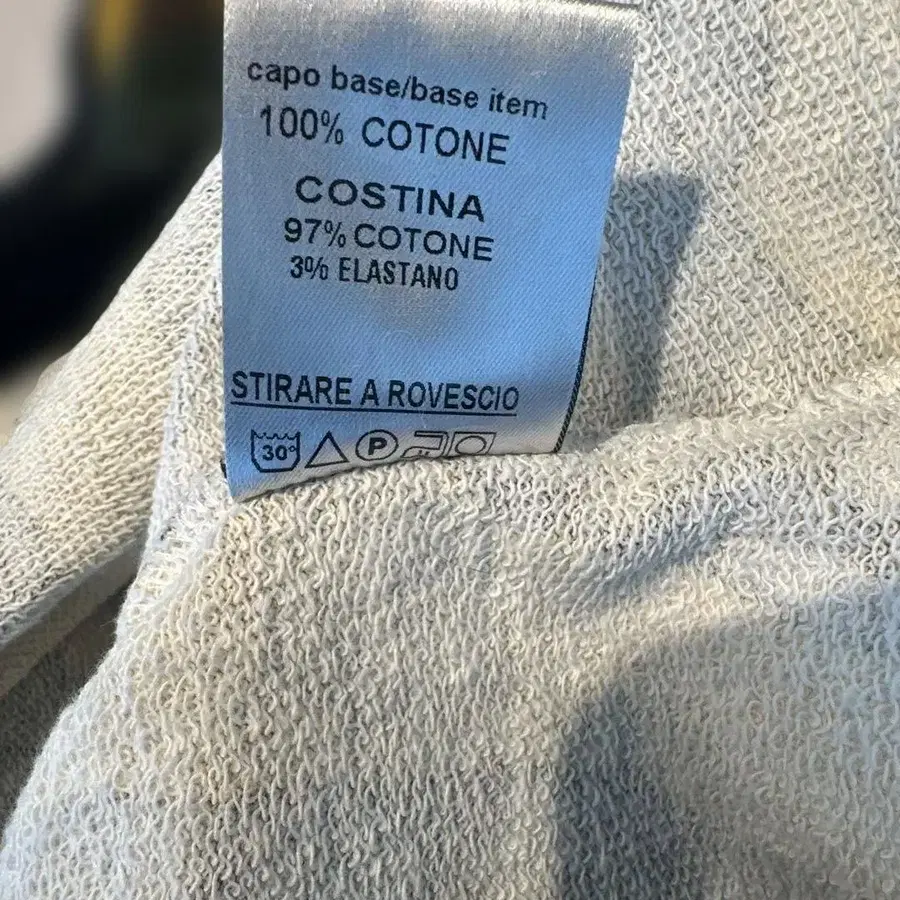 capo base/base item
100% COTONE
COSTINA
97% COTONE
3% ELASTANO
STIRARE A ROVESCIO
30° P